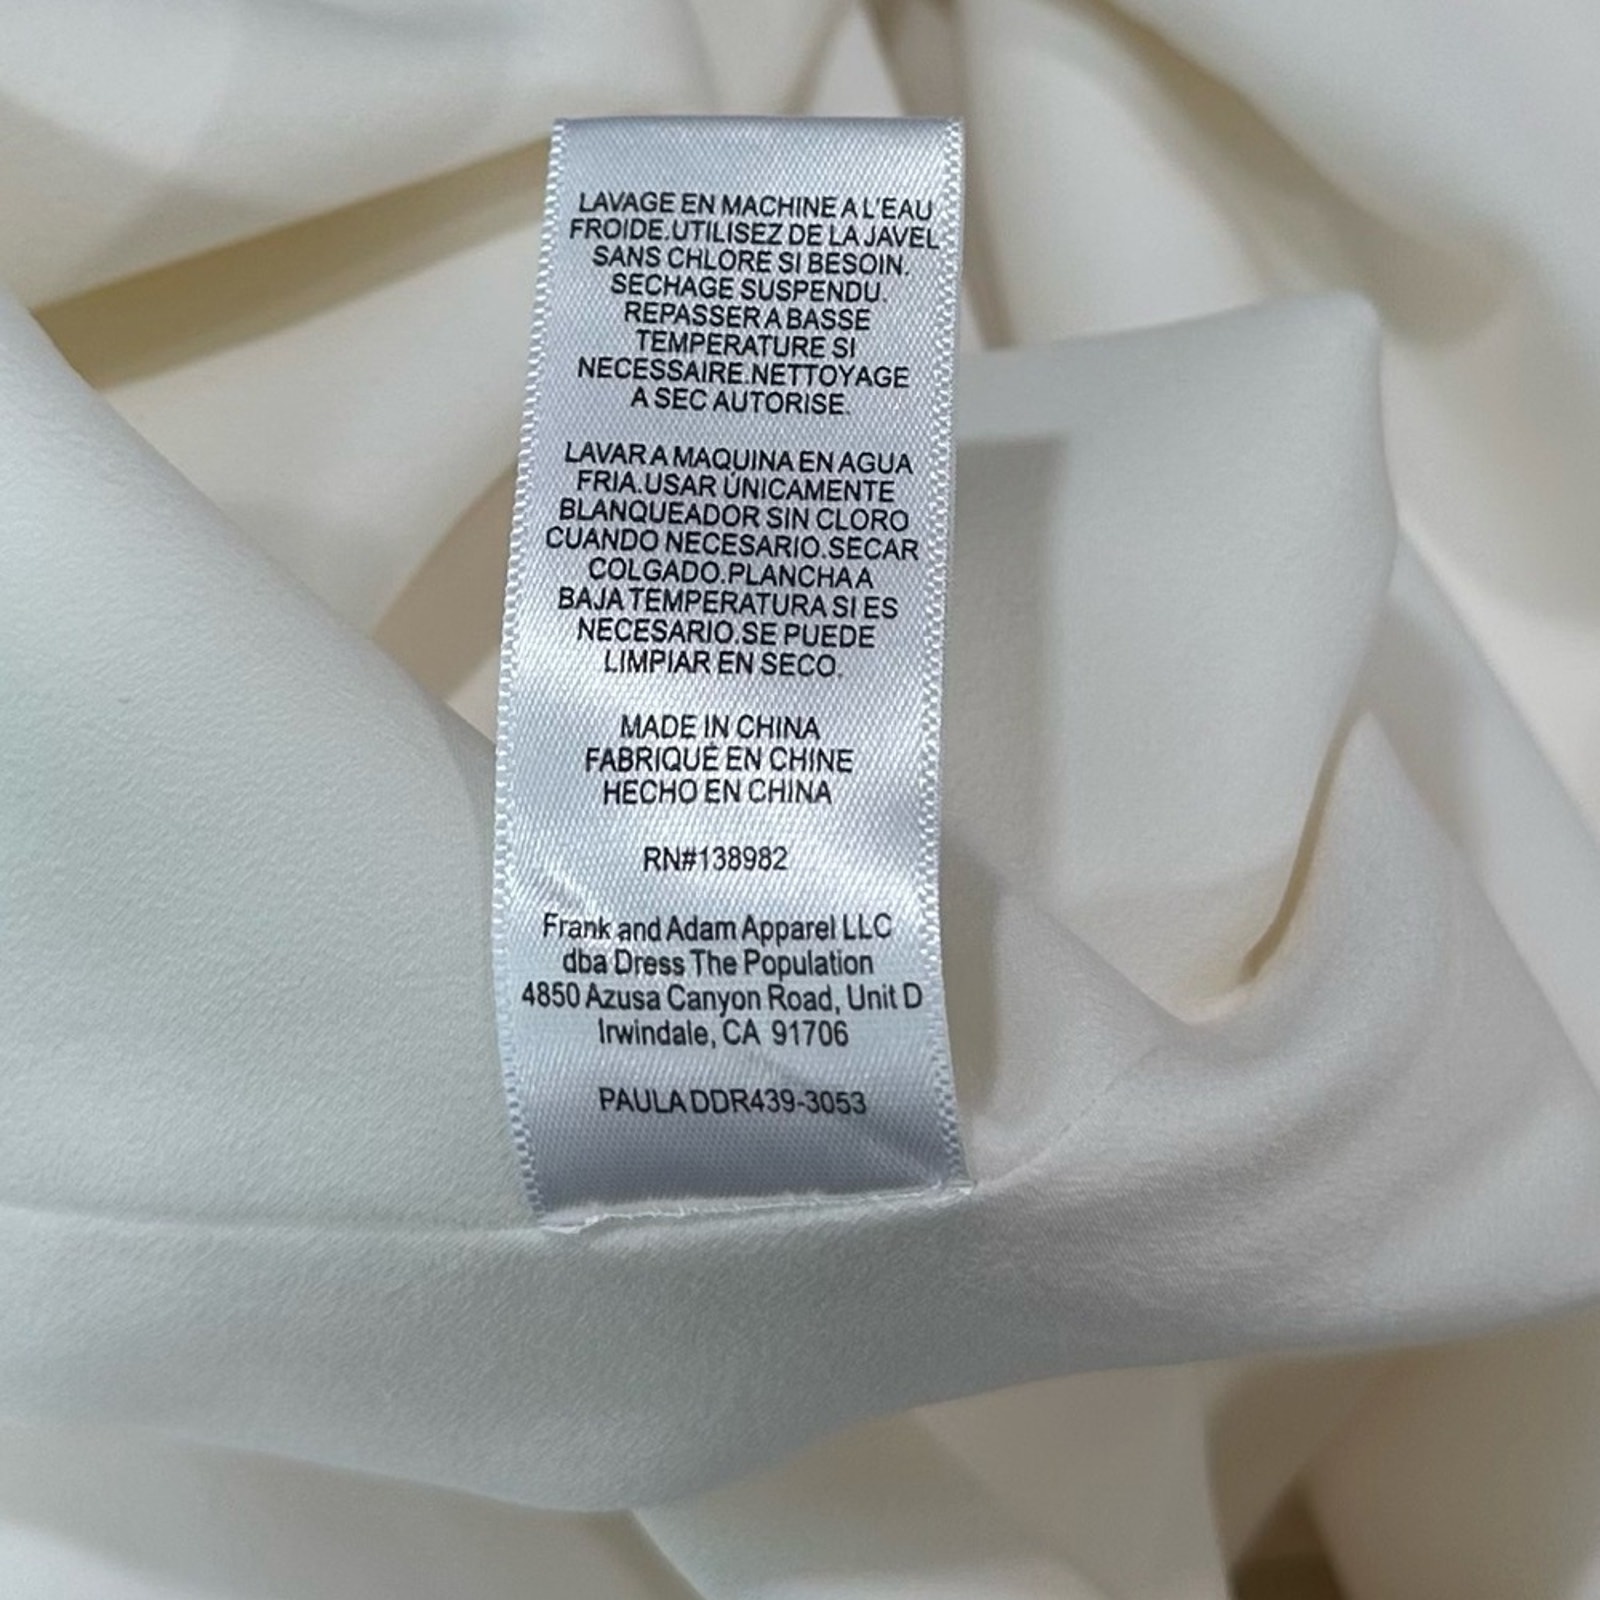 LAVAGE EN MACHINE A L'EAU
FROIDE.UTILISEZ DE LA JAVEL
SANS CHLORE SI BESOIN.
SECHAGE SUSPENDU.
REPASSER A BASSE
TEMPERATURE SI
NECESSAIRE.NETTOYAGE
A SEC AUTORISE.
LAVAR A MAQUINA EN AGUA
FRIA.USAR ÚNICAMENTE
BLANQUEADOR SIN CLORO
CUANDO NECESARIO.SECAR
COLGADO.PLANCHA A
BAJA TEMPERATURA SI ES
NECESARIO.SE PUEDE
LIMPIAR EN SECO.
MADE IN CHINA
FABRIQUÉ EN CHINE
HECHO EN CHINA
RN#138982
Frank and Adam Apparel LLC
dba Dress The Population
4850 Azusa Canyon Road, Unit D
Irwindale, CA 91706
PAULA DDR439-3053